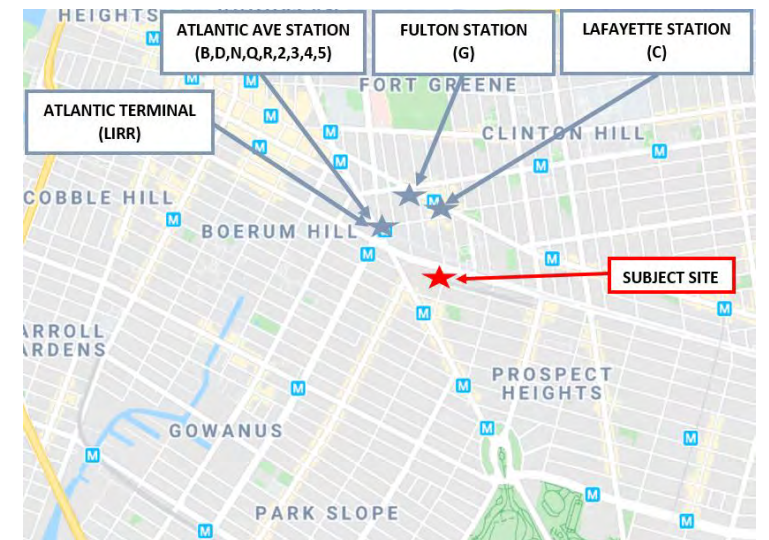 HEIGHTS
ATLANTIC AVE STATION
(B,D,N,Q,R,2,3,4,5)
FULTON STATION
(G)
LAFAYETTE STATION
(C)
M
FORT GREENE
M
M
ATLANTIC TERMINAL
(LIRR)
M
M
M
CLINTON HILL
M
M
M
COBBLE HILL
M
M
BOERUM HILL
M
M
M
SUBJECT SITE
M
M
ARROLL
ARDENS
M
M
PROSPECT
HEIGHTS
GOWANUS
M
M
M
M
PARK SLOPE
M
M